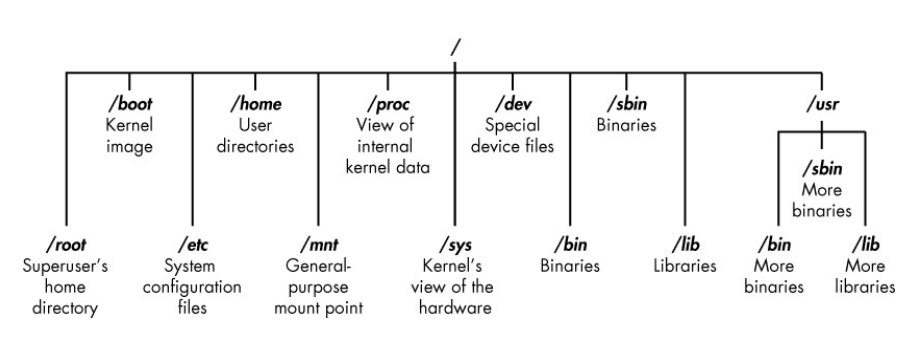 /
/boot
Kernel
image
/home
User
directories
/proc
View of
internal
kernel data
/dev
Special
device files
/sbin
Binaries
/usr
/sbin
More
binaries
/root
Superuser's
home
directory
/etc
System
configuration
files
/mnt
General-
purpose
mount point
/sys
Kernel's
view of the
hardware
/bin
Binaries
/lib
Libraries
/bin
More
binaries
/lib
More
libraries